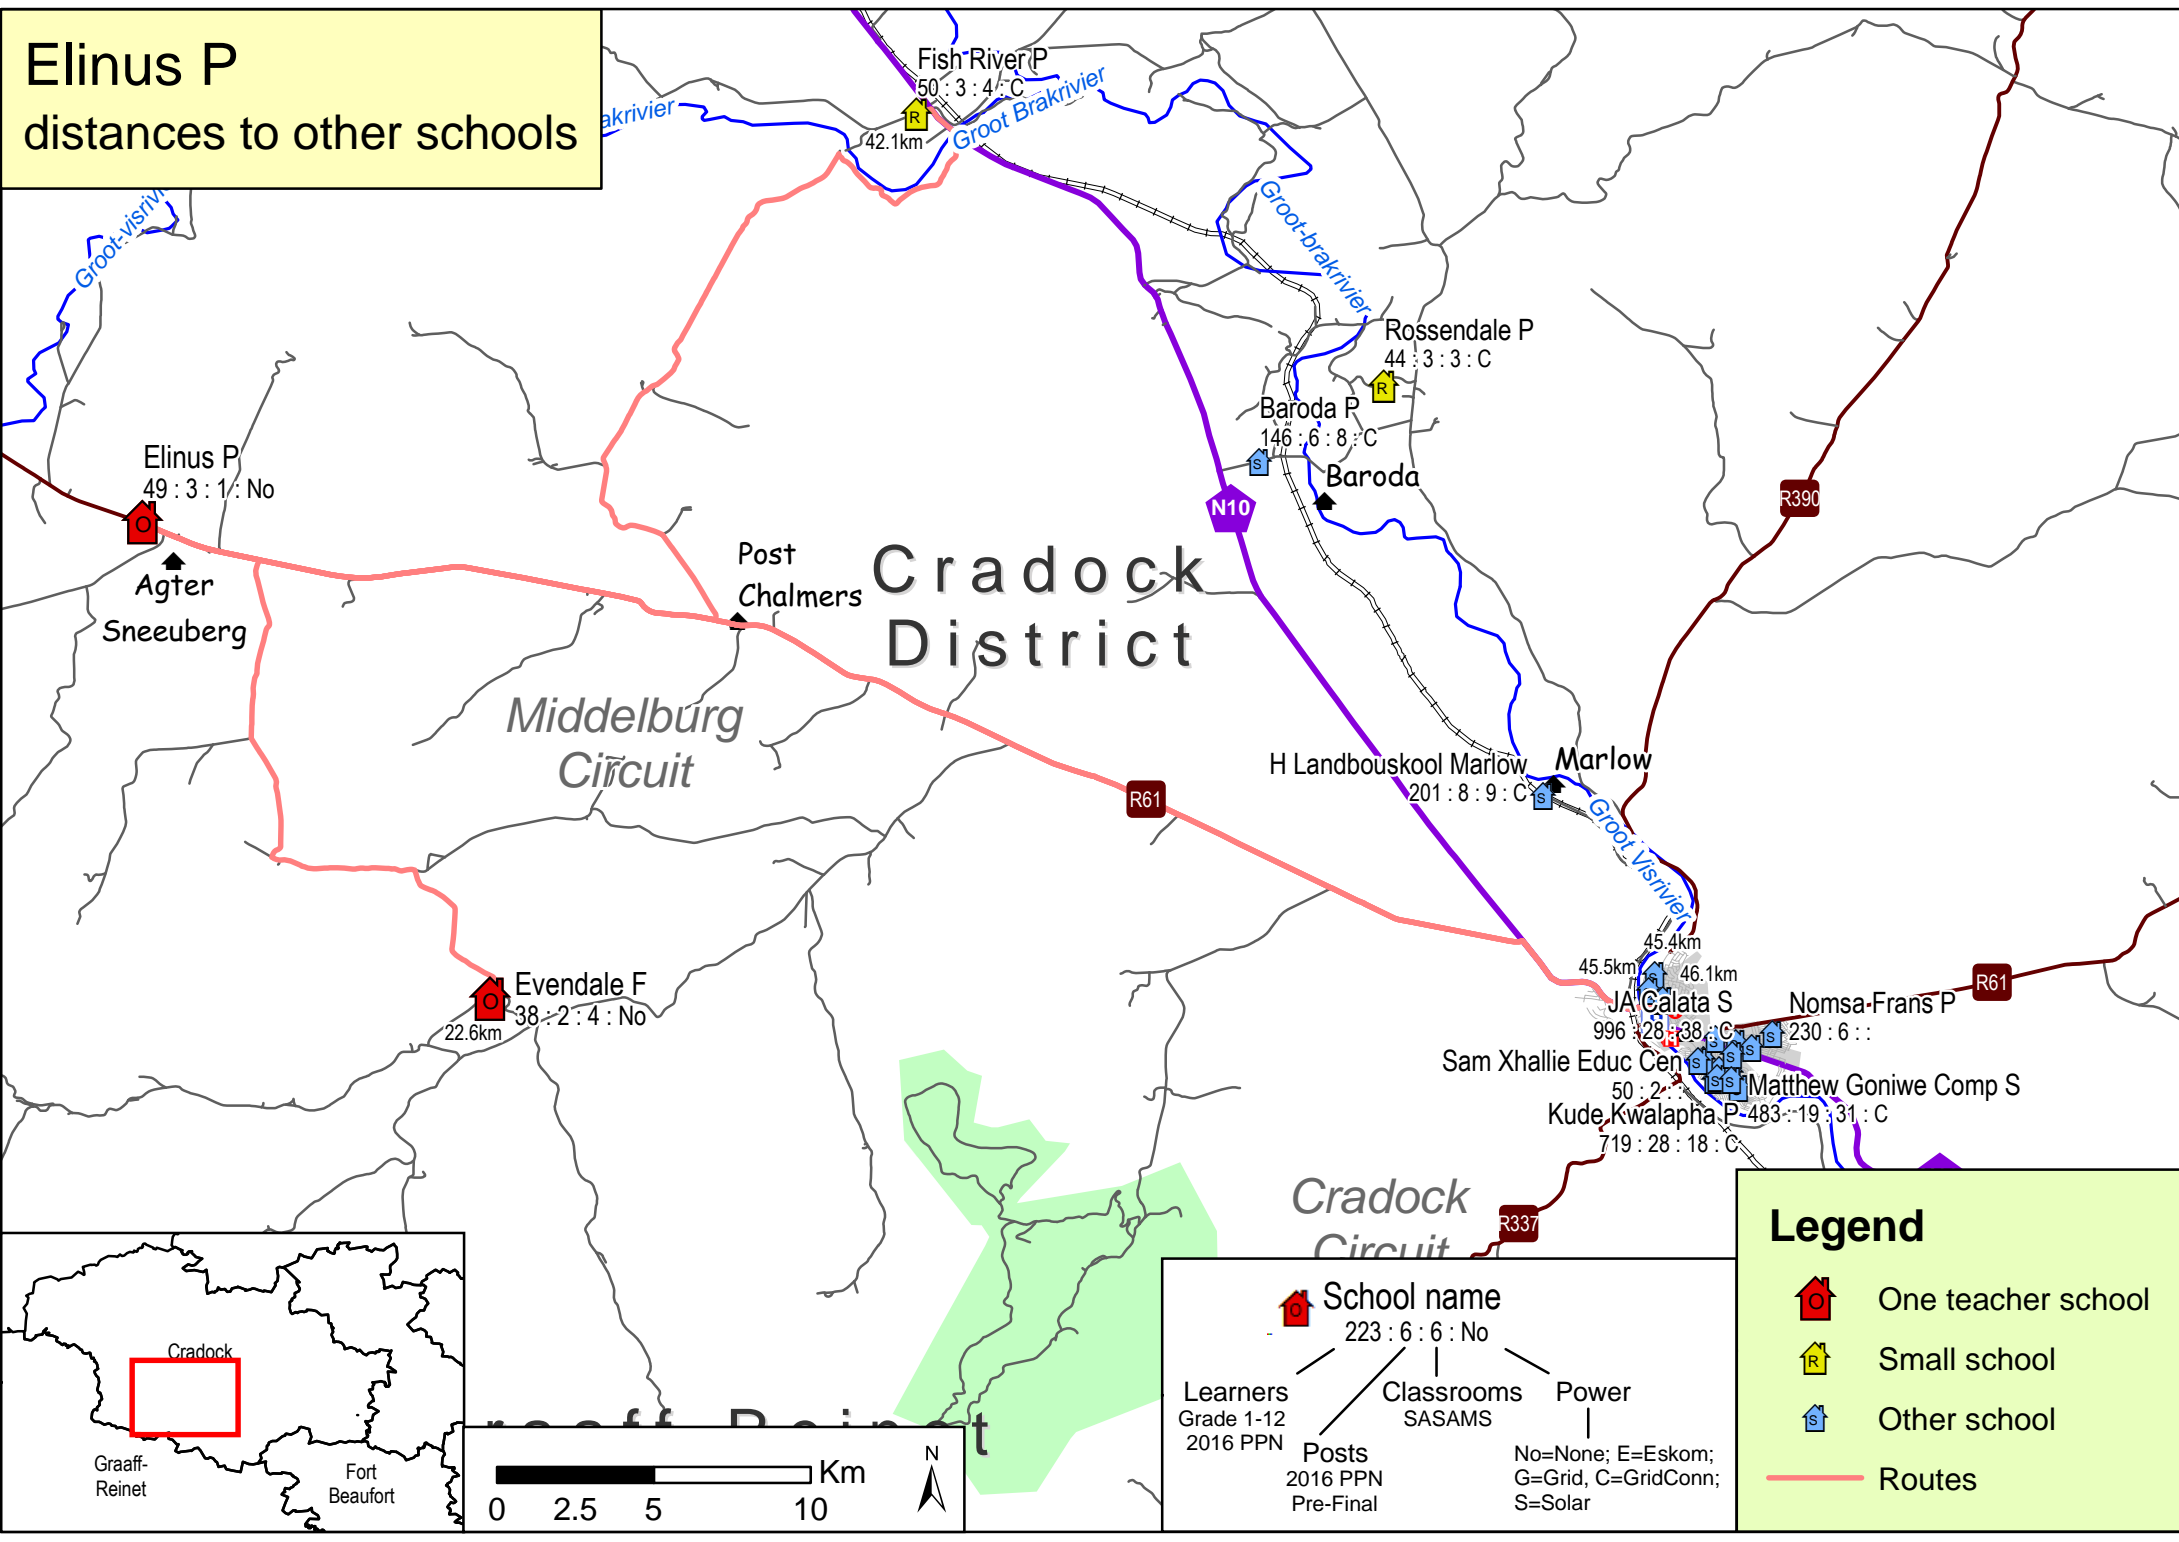 Elinus P
distances to other schools
Fish River P
50 : 3 : 4 : C
R
42.1km
Groot Brakrivier
akrivier
Groot-visrivi
Groot-brakrivier
Rossendale P
44 : 3 : 3 : C
R
Baroda P
146 : 6 : 8 : C
S
Baroda
N10
R390
Elinus P
49 : 3 : 1 : No
O
Agter
Sneeuberg
Post
Chalmers
Cradock
District
Middelburg
Circuit
R61
H Landbouskool Marlow
201 : 8 : 9 : C
S
Marlow
Groot Visrivier
45.4km
45.5km
46.1km
S
R61
Evendale F
38 : 2 : 4 : No
O
22.6km
JA Calata S
996 : 28 : 38 : C
Nomsa Frans P
230 : 6 : :
Sam Xhallie Educ Cen
50 : 2 : :
Matthew Goniwe Comp S
483 : 19 : 31 : C
Kude Kwalapha P
719 : 28 : 18 : C
Cradock
Circuit
R337
Cradock
Graaff-
Reinet
Fort
Beaufort
Km
0 2.5 5 10
N
O
School name
223 : 6 : 6 : No
Learners
Grade 1-12
2016 PPN
Posts
2016 PPN
Pre-Final
Classrooms
SASAMS
Power
No=None; E=Eskom;
G=Grid, C=GridConn;
S=Solar
Legend
O One teacher school
R Small school
S Other school
Routes